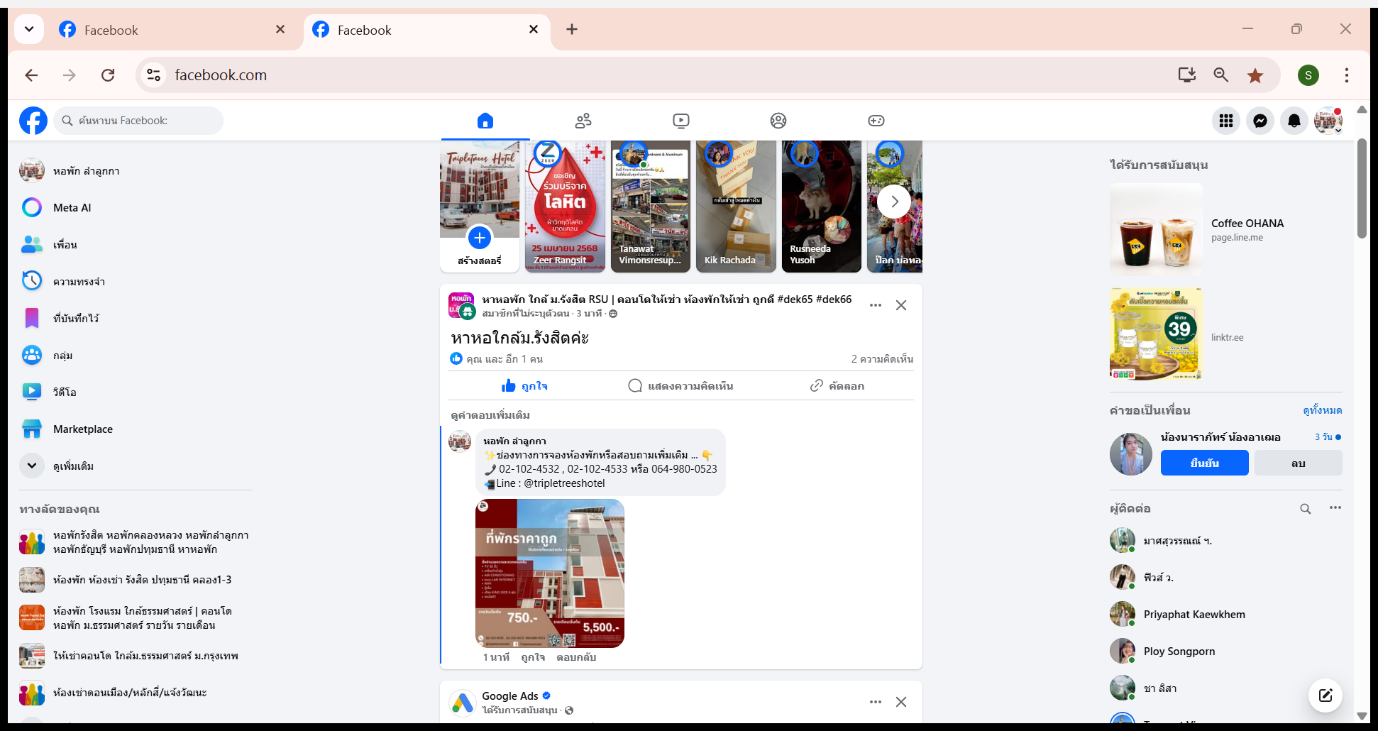 Facebook
Facebook
facebook.com
S
ค้นหาบน Facebook:
หอพัก ลำลูกกา
Meta AI
เพื่อน
ความทรงจำ
ที่บันทึกไว้
กลุ่ม
วิดีโอ
Marketplace
ดูเพิ่มเติม
ทางลัดของคุณ
หอพักรังสิต หอพักคลองหลวง หอพักลำลูกกา
หอพักธัญบุรี หอพักปทุมธานี หาหอพัก
ห้องพัก ห้องเช่า รังสิต ปทุมธานี คลอง1-3
ห้องพัก โรงแรม ใกล้ธรรมศาสตร์ | คอนโด
หอพัก ม.ธรรมศาสตร์ รายวัน รายเดือน
ให้เช่าคอนโด ใกล้ม.ธรรมศาสตร์ ม.กรุงเทพ
ห้องเช่าดอนเมือง/หลักสี่/แจ้งวัฒนะ
Tripletrees Hotel
สร้างสตอรี่
ZEER
ขอเชิญ
ร่วมบริจาค
โลหิต
25 เมษายน 2568
Zeer Rangsit
Tanawat
Vimonsresup...
THANK YOU
Kik Rachada
Rusneeda
Yusoh
หาหอพัก ใกล้ ม.รังสิต RSU | คอนโดให้เช่า ห้องพักให้เช่า ถูกดี #dek65 #dek66
สมาชิกที่ไม่ระบุตัวตน · 3 นาที ·
หาหอใกล้ม.รังสิตค่ะ
คุณ และ อีก 1 คน
2 ความคิดเห็น
ถูกใจ
แสดงความคิดเห็น
คัดลอก
ดูคำตอบเพิ่มเติม
หอพัก ลำลูกกา
✨ช่องทางการจองห้องพักหรือสอบถามเพิ่มเติม ... 👇
02-102-4532 , 02-102-4533 หรือ 064-980-0523
📲Line : @tripletreeshotel
ที่พักราคาถูก
750.-
5,500.-
1 นาที ถูกใจ ตอบกลับ
Google Ads
ได้รับการสนับสนุน ·
ได้รับการสนับสนุน
Coffee OHANA
page.line.me
39
linktr.ee
คำขอเป็นเพื่อน
ดูทั้งหมด
น้องนาราภัทร์ น้องอาเฌอ
3 วัน
ยืนยัน
ลบ
ผู้ติดต่อ
มาศสุวรรณณ์ ฯ.
พีวส์ ว.
Priyaphat Kaewkhem
Ploy Songporn
ชา ลิสา